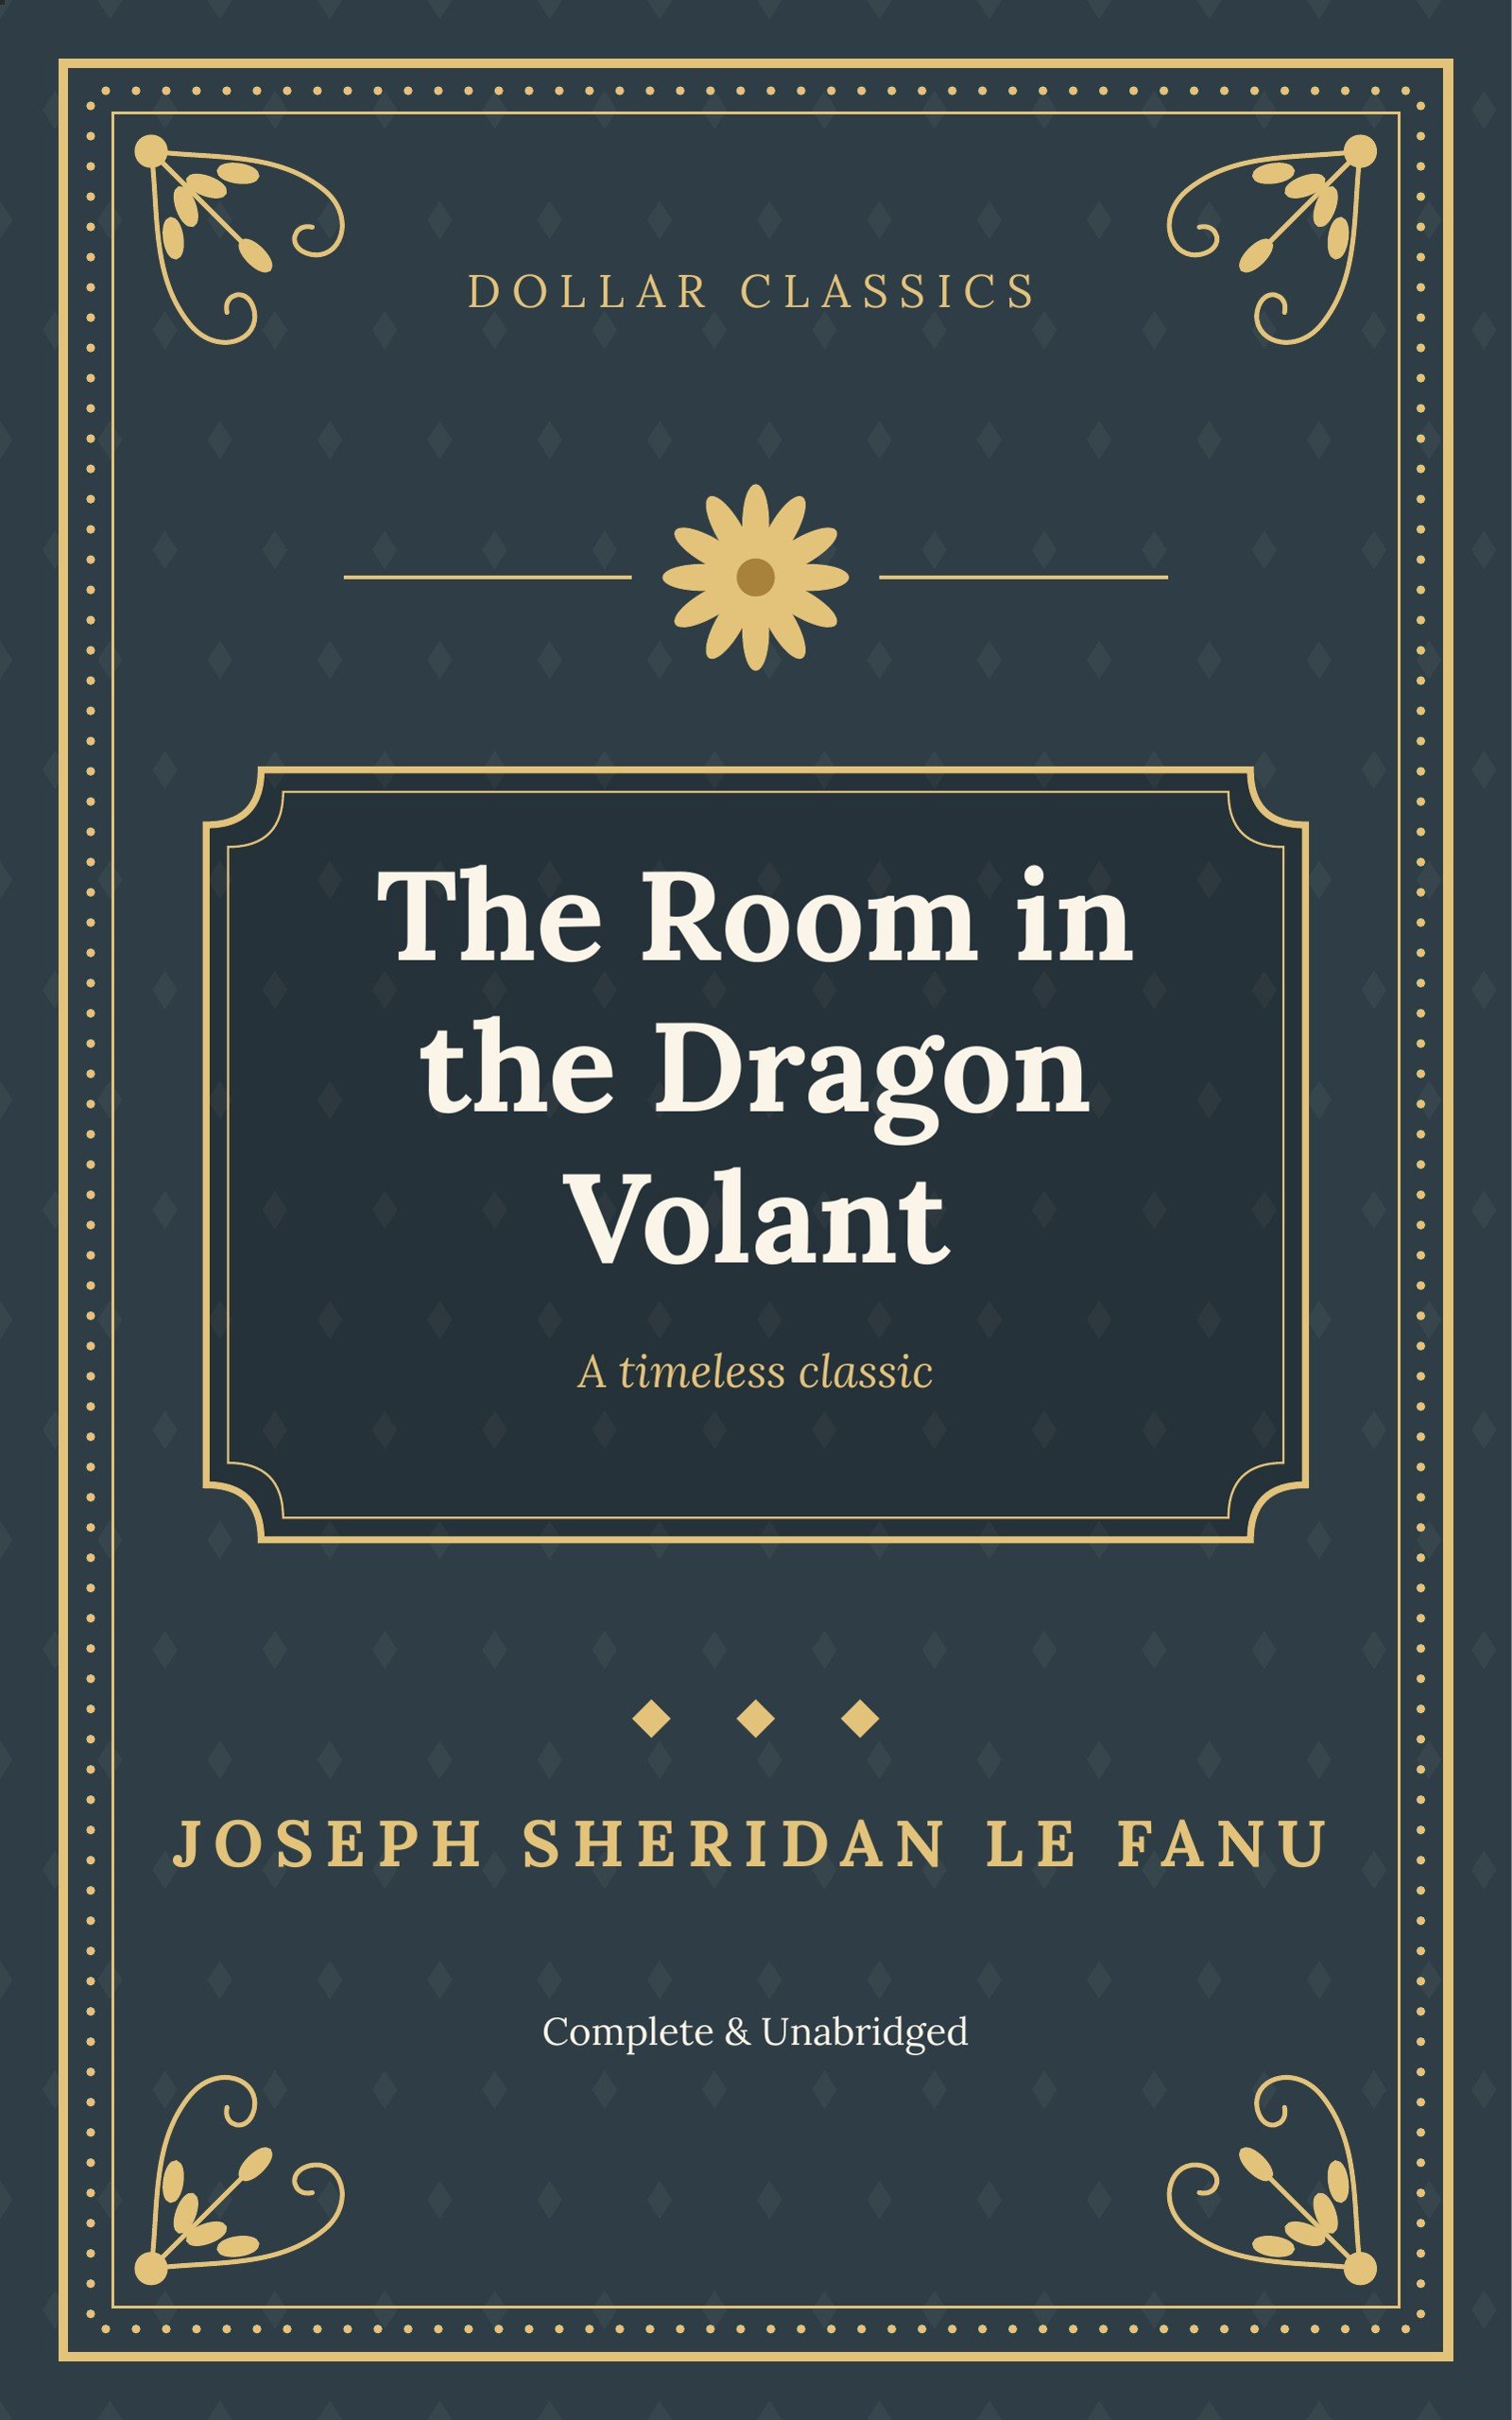 DOLLAR CLASSICS
The Room in
the Dragon
Volant
A timeless classic
JOSEPH SHERIDAN LE FANU
Complete & Unabridged